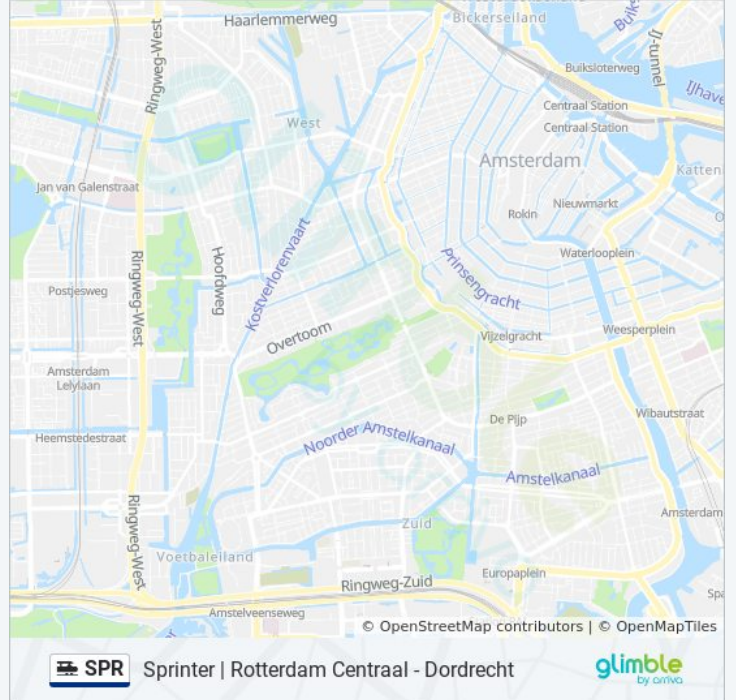 Haarlemmerweg
Bickerseiland
Ringweg-West
IJ-tunnel
Buiksloterweg
IJhave
Centraal Station
Centraal Station
West
Amsterdam
Katten
Jan van Galenstraat
Nieuwmarkt
Rokin
O
Waterlooplein
Kostverlorenvaart
Hoofdweg
Ringweg-West
Prinsengracht
Postjesweg
Overtoom
Vijzelgracht
Weesperplein
Amsterdam
Lelylaan
De Pijp
Wibautstraat
Heemstedestraat
Noorder Amstelkanaal
Amstelkanaal
Ringweg-West
Amsterdam
Zuid
Voetbaleiland
Europaplein
Ringweg-Zuid
Spa
Amstelveenseweg
© OpenStreetMap contributors | © OpenMapTiles
SPR Sprinter | Rotterdam Centraal - Dordrecht
glimble
by arriva